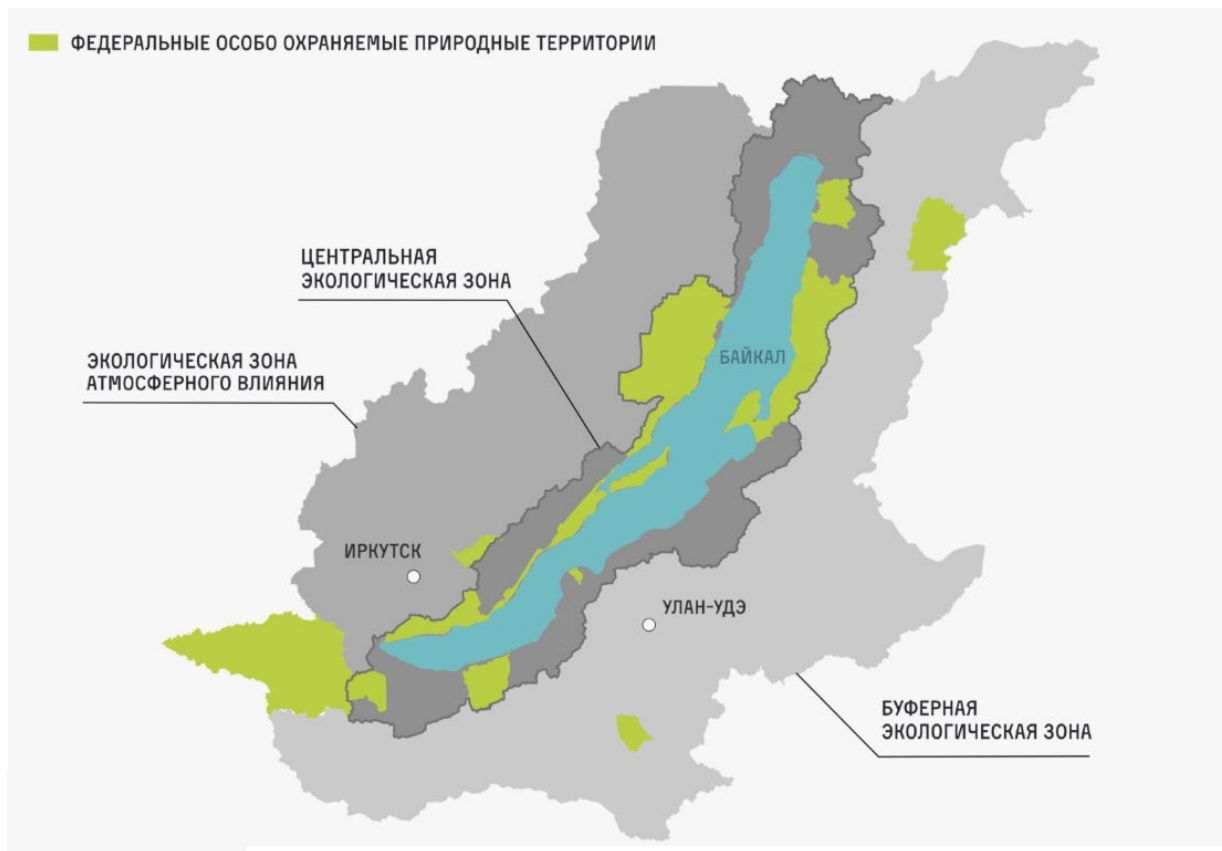 ФЕДЕРАЛЬНЫЕ ОСОБО ОХРАНЯЕМЫЕ ПРИРОДНЫЕ ТЕРРИТОРИИ
ЦЕНТРАЛЬНАЯ
ЭКОЛОГИЧЕСКАЯ ЗОНА
ЭКОЛОГИЧЕСКАЯ ЗОНА
АТМОСФЕРНОГО ВЛИЯНИЯ
БАЙКАЛ
ИРКУТСК
УЛАН-УДЭ
БУФЕРНАЯ
ЭКОЛОГИЧЕСКАЯ ЗОНА